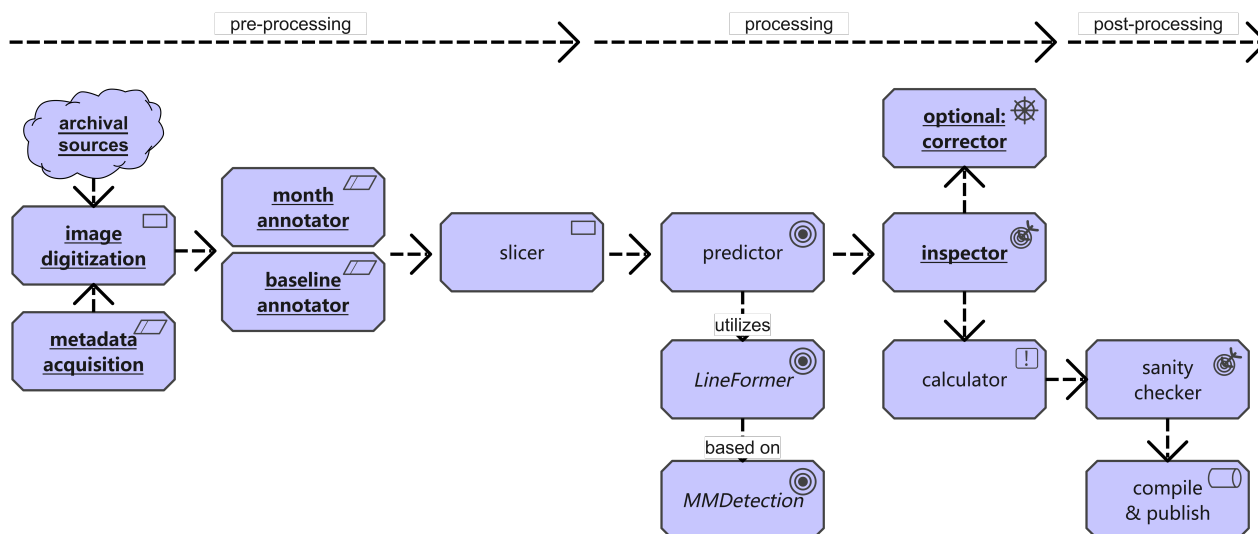 pre-processing
processing
post-processing
archival
sources
image
digitization
metadata
acquisition
month
annotator
baseline
annotator
slicer
predictor
utilizes
LineFormer
based on
MMDetection
optional:
corrector
inspector
calculator
!
sanity
checker
compile
& publish